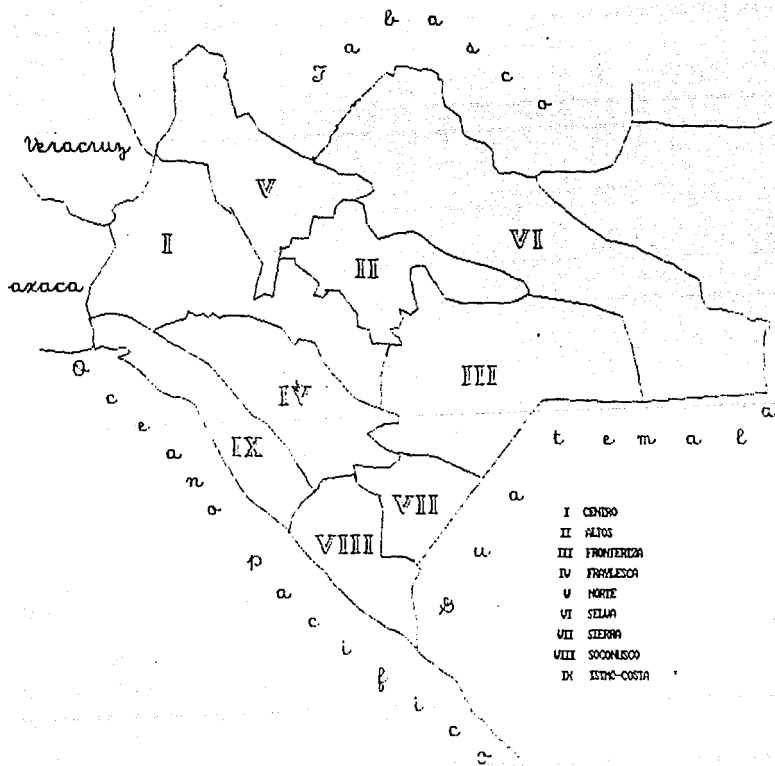 Tabasco
Veracruz
V
I
VI
II
axaca
III
IV
IX
VII
VIII
Oceano
Pacifico
Guatemala
I CENTRO
II ALTOS
III FRONTERIZA
IV FRAYLESCA
V NORTE
VI SELVA
VII SIERRA
VIII SOCONUSCO
IX ISTMO-COSTA